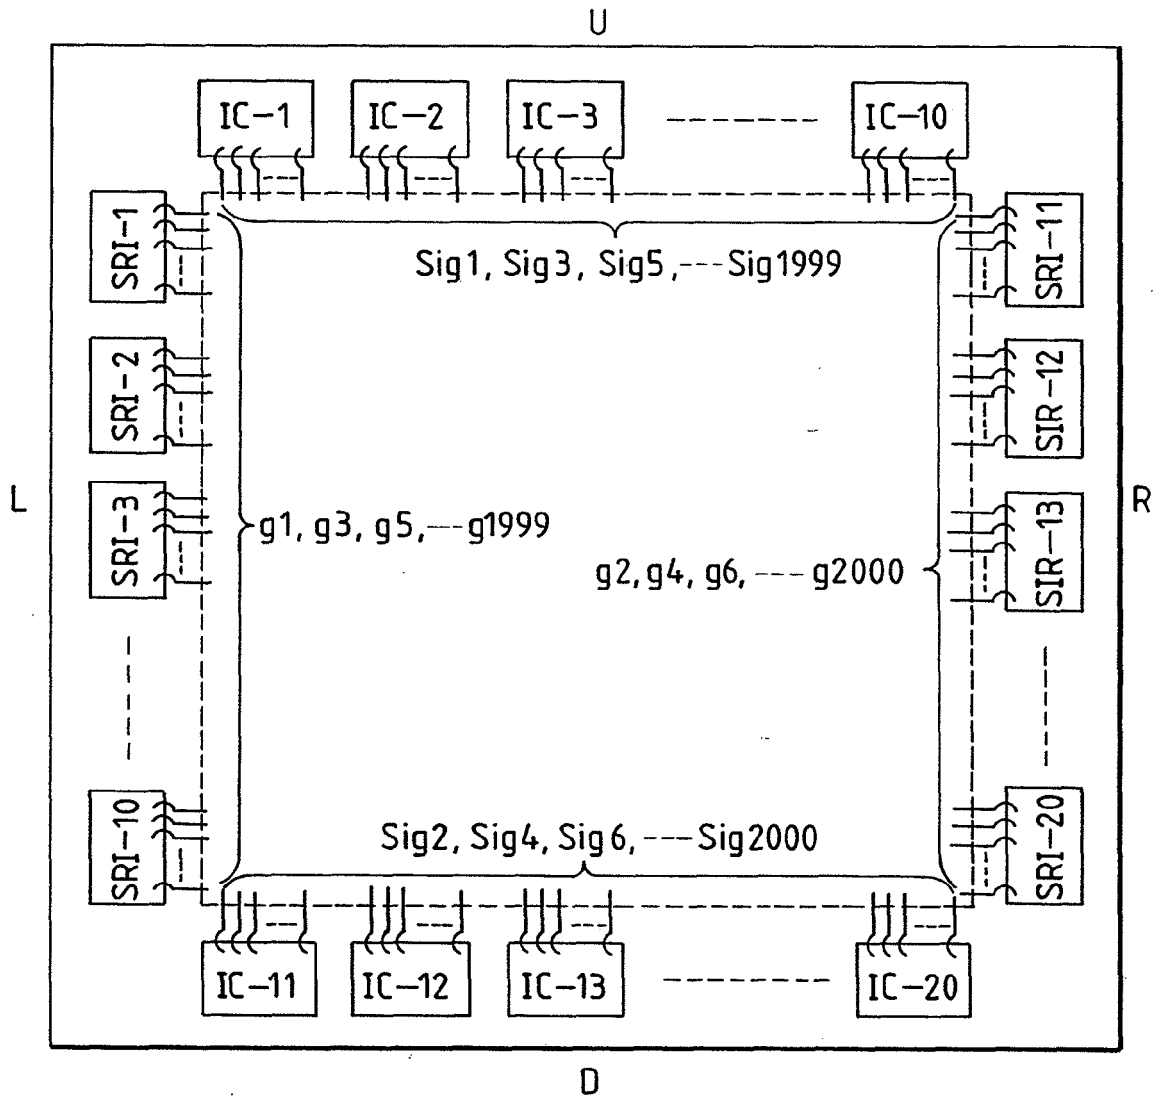 U
IC-1 IC-2 IC-3 IC-10
SRI-1
SRI-11
Sig1, Sig3, Sig5,---Sig1999
SRI-2
SIR-12
L
R
SRI-3
SIR-13
g1, g3, g5,---g1999
g2, g4, g6, ---- g2000
SRI-10
SRI-20
Sig2, Sig4, Sig6, ---Sig2000
IC-11 IC-12 IC-13 IC-20
D